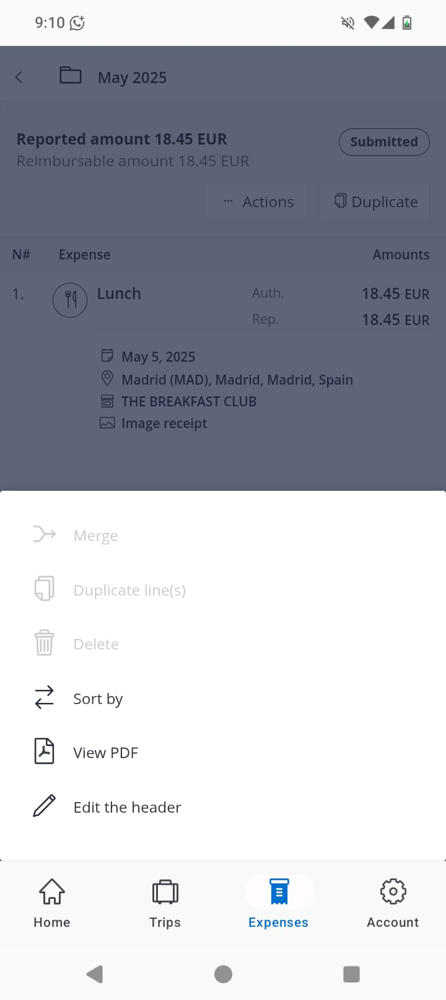 9:10
May 2025
Reported amount 18.45 EUR
Submitted
Reimbursable amount 18.45 EUR
Actions
Duplicate
N# Expense Amounts
1. Lunch Auth. 18.45 EUR
Rep. 18.45 EUR
May 5, 2025
Madrid (MAD), Madrid, Madrid, Spain
THE BREAKFAST CLUB
Image receipt
Merge
Duplicate line(s)
Delete
Sort by
View PDF
Edit the header
Home Trips Expenses Account